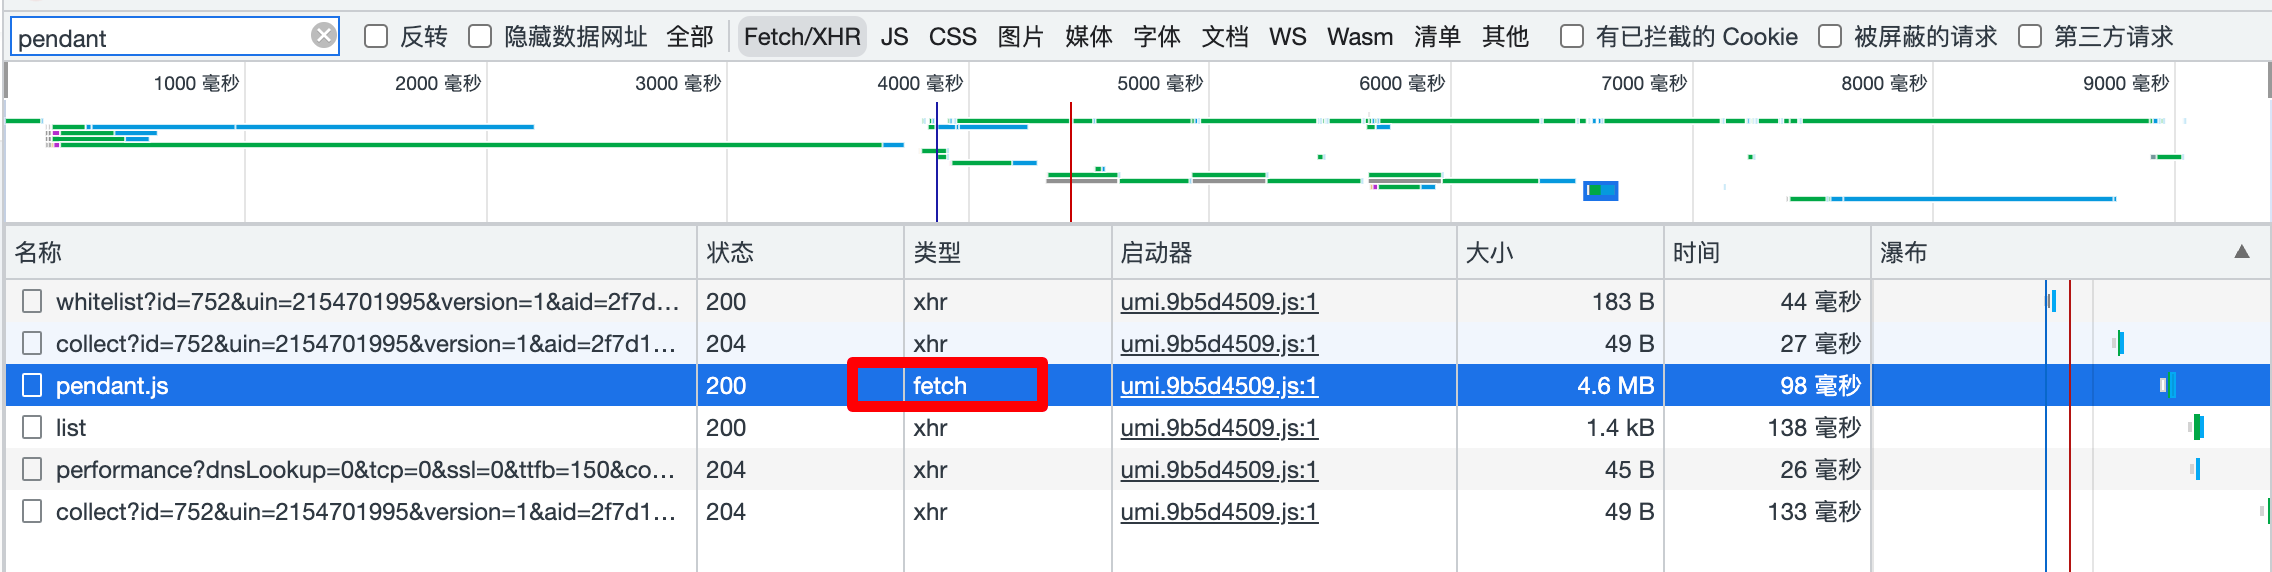 pendant 反转 隐藏数据网址 全部 Fetch/XHR JS CSS 图片 媒体 字体 文档 WS Wasm 清单 其他 有已拦截的 Cookie 被屏蔽的请求 第三方请求
1000 毫秒 2000 毫秒 3000 毫秒 4000 毫秒 5000 毫秒 6000 毫秒 7000 毫秒 8000 毫秒 9000 毫秒
名称 状态 类型 启动器 大小 时间 瀑布 ▲
whitelist?id=752&uin=2154701995&version=1&aid=2f7d... 200 xhr umi.9b5d4509.js:1 183 B 44 毫秒
collect?id=752&uin=2154701995&version=1&aid=2f7d1... 204 xhr umi.9b5d4509.js:1 49 B 27 毫秒
pendant.js 200 fetch umi.9b5d4509.js:1 4.6 MB 98 毫秒
list 200 xhr umi.9b5d4509.js:1 1.4 kB 138 毫秒
performance?dnsLookup=0&tcp=0&ssl=0&ttfb=150&co... 204 xhr umi.9b5d4509.js:1 45 B 26 毫秒
collect?id=752&uin=2154701995&version=1&aid=2f7d1... 204 xhr umi.9b5d4509.js:1 49 B 133 毫秒